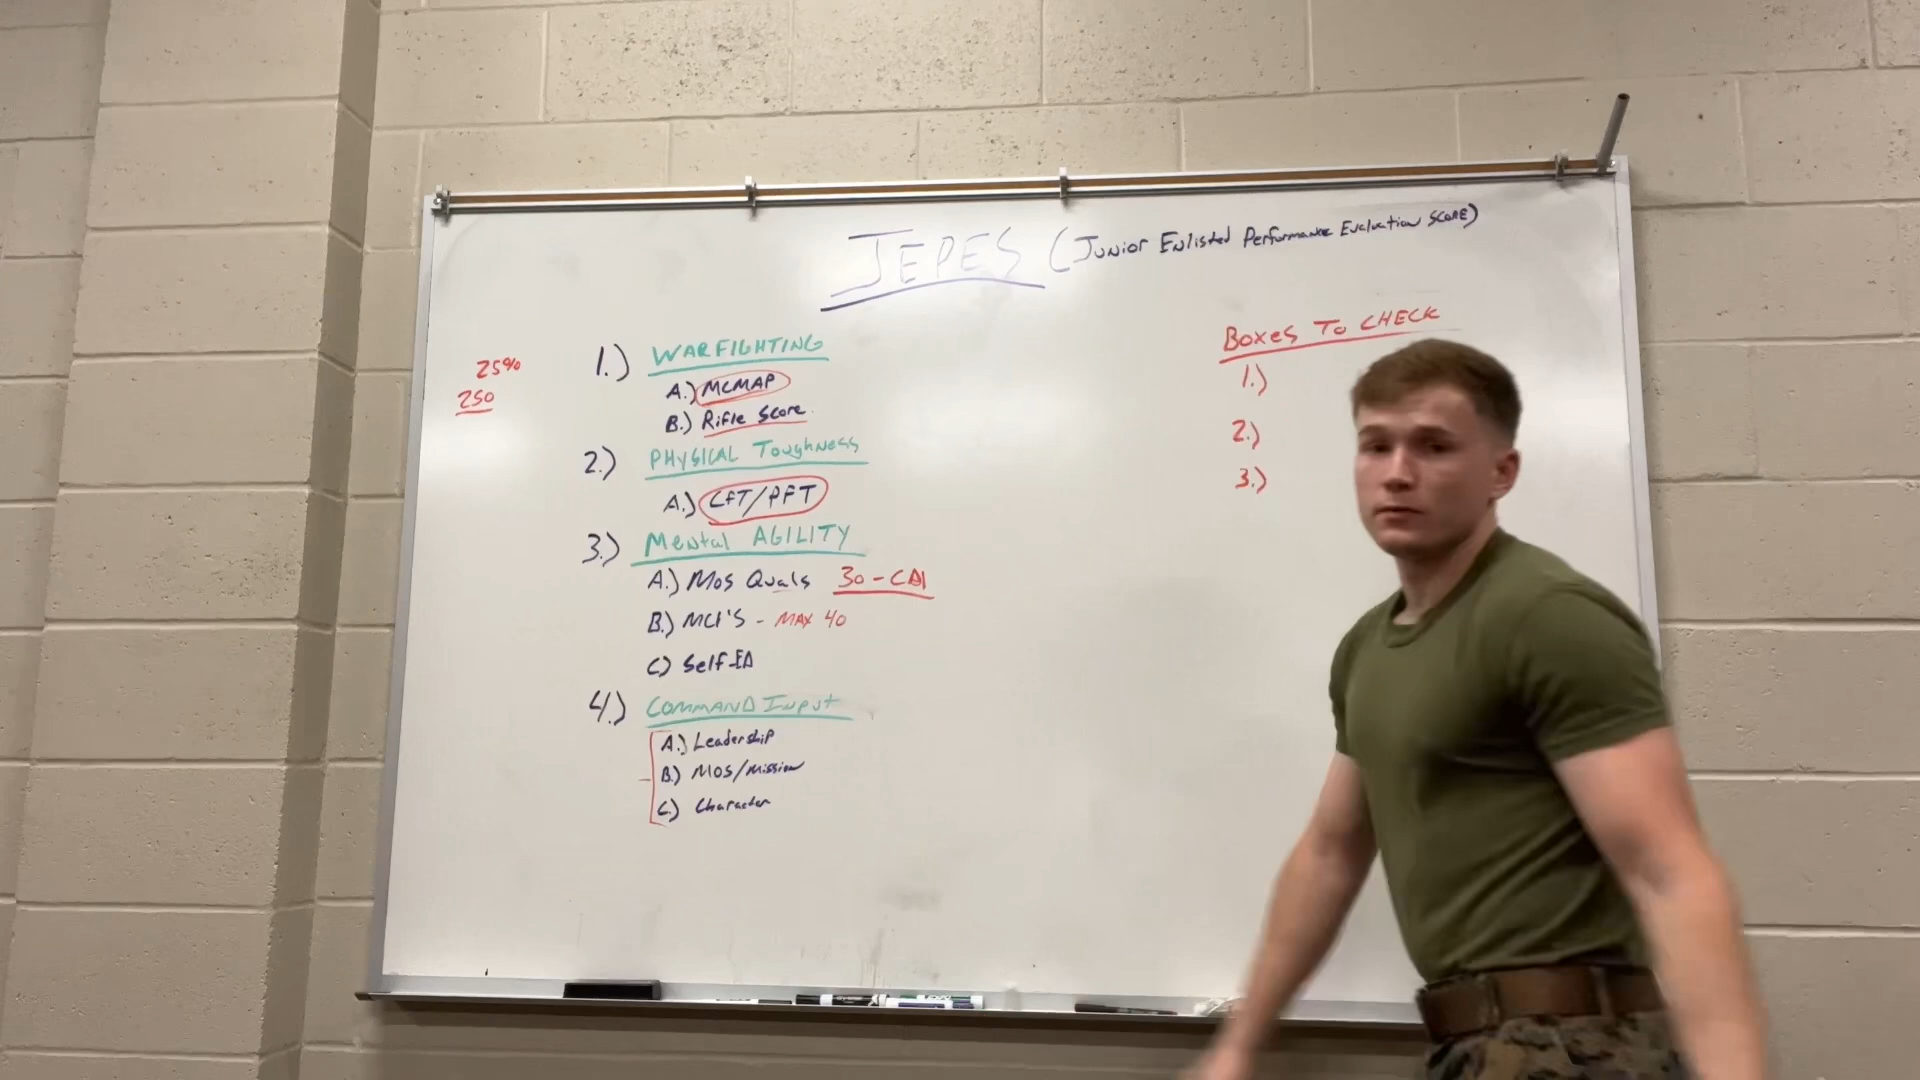 JEPES (Junior Enlisted Performance Evaluation Score)
25%
250
1.) WARFIGHTING
A.) MCMAP
B.) Rifle Score
2.) PHYSICAL Toughness
A.) CFT/PFT
3.) Mental AGILITY
A.) MOS Quals 30-CDI
B.) MCI'S - MAX 40
C.) Self-ED
4.) COMMAND Input
A.) Leadership
B.) MOS/Mission
C.) Character
Boxes To CHECK
1.)
2.)
3.)